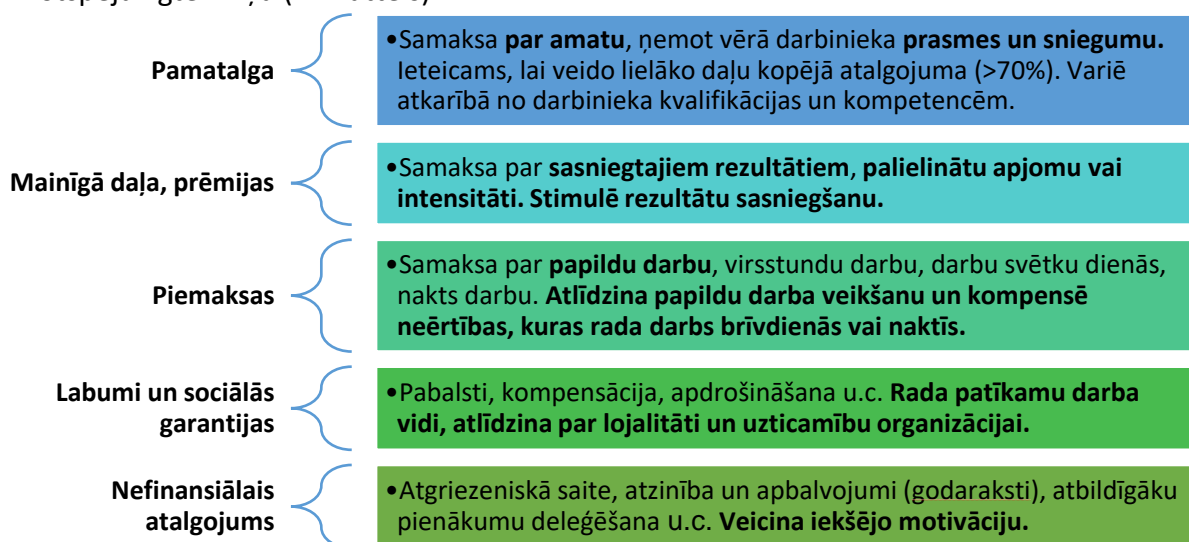 Pamatalga
•Samaksa par amatu, ņemot vērā darbinieka prasmes un sniegumu.
Ieteicams, lai veido lielāko daļu kopējā atalgojuma (>70%). Variē
atkarībā no darbinieka kvalifikācijas un kompetencēm.
Mainīgā daļa, prēmijas
•Samaksa par sasniegtajiem rezultātiem, palielinātu apjomu vai
intensitāti. Stimulē rezultātu sasniegšanu.
Piemaksas
•Samaksa par papildu darbu, virsstundu darbu, darbu svētku dienās,
nakts darbu. Atlīdzina papildu darba veikšanu un kompensē
neērtības, kuras rada darbs brīvdienās vai naktīs.
Labumi un sociālās
garantijas
•Pabalsti, kompensācija, apdrošināšana u.c. Rada patīkamu darba
vidi, atlīdzina par lojalitāti un uzticamību organizācijai.
Nefinansiālais
atalgojums
•Atgriezeniskā saite, atzinība un apbalvojumi (godaraksti), atbildīgāku
pienākumu deleģēšana u.c. Veicina iekšējo motivāciju.